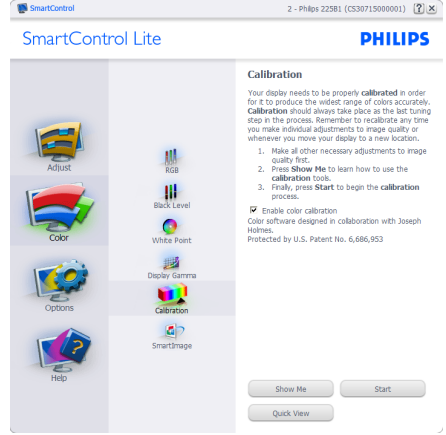 SmartControl
2 - Philips 225B1 (CS30715000001)
SmartControl Lite
PHILIPS
Adjust
Color
Options
Help
RGB
Black Level
White Point
Display Gamma
Calibration
SmartImage
Calibration
Your display needs to be properly calibrated in order
for it to produce the widest range of colors accurately.
Calibration should always take place as the last tuning
step in the process. Remember to recalibrate any time
you make individual adjustments to image quality or
whenever you move your display to a new location.
1. Make all other necessary adjustments to image
quality first.
2. Press Show Me to learn how to use the
calibration tools.
3. Finally, press Start to begin the calibration
process.
Enable color calibration
Color software designed in collaboration with Joseph
Holmes.
Protected by U.S. Patent No. 6,686,953
Show Me
Start
Quick View